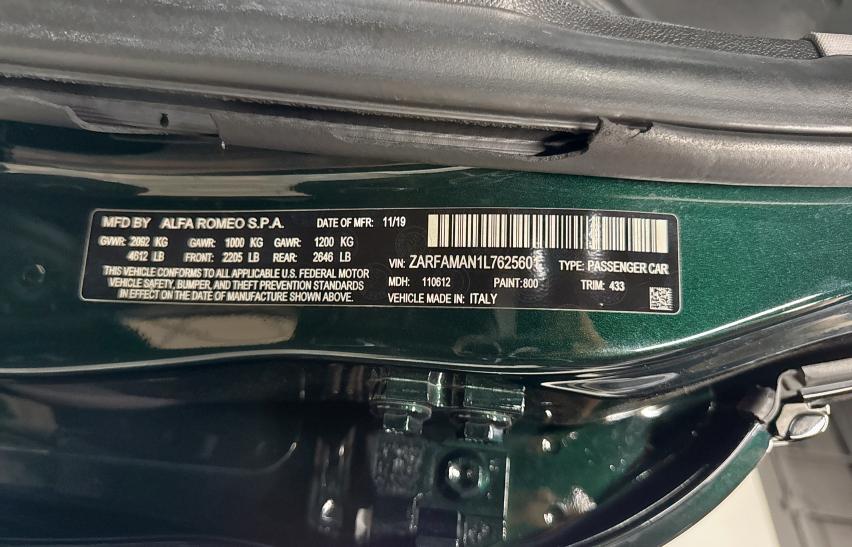 MFD BY ALFA ROMEO S.P.A. DATE OF MFR: 11/19
GVWR: 2092 KG GAWR: 1000 KG GAWR: 1200 KG
4612 LB FRONT: 2205 LB REAR: 2646 LB
THIS VEHICLE CONFORMS TO ALL APPLICABLE U.S. FEDERAL MOTOR
VEHICLE SAFETY, BUMPER, AND THEFT PREVENTION STANDARDS
IN EFFECT ON THE DATE OF MANUFACTURE SHOWN ABOVE.
VIN: ZARFAMAN1L7625601 TYPE: PASSENGER CAR
MDH: 110612 PAINT:800 TRIM: 433
VEHICLE MADE IN: ITALY